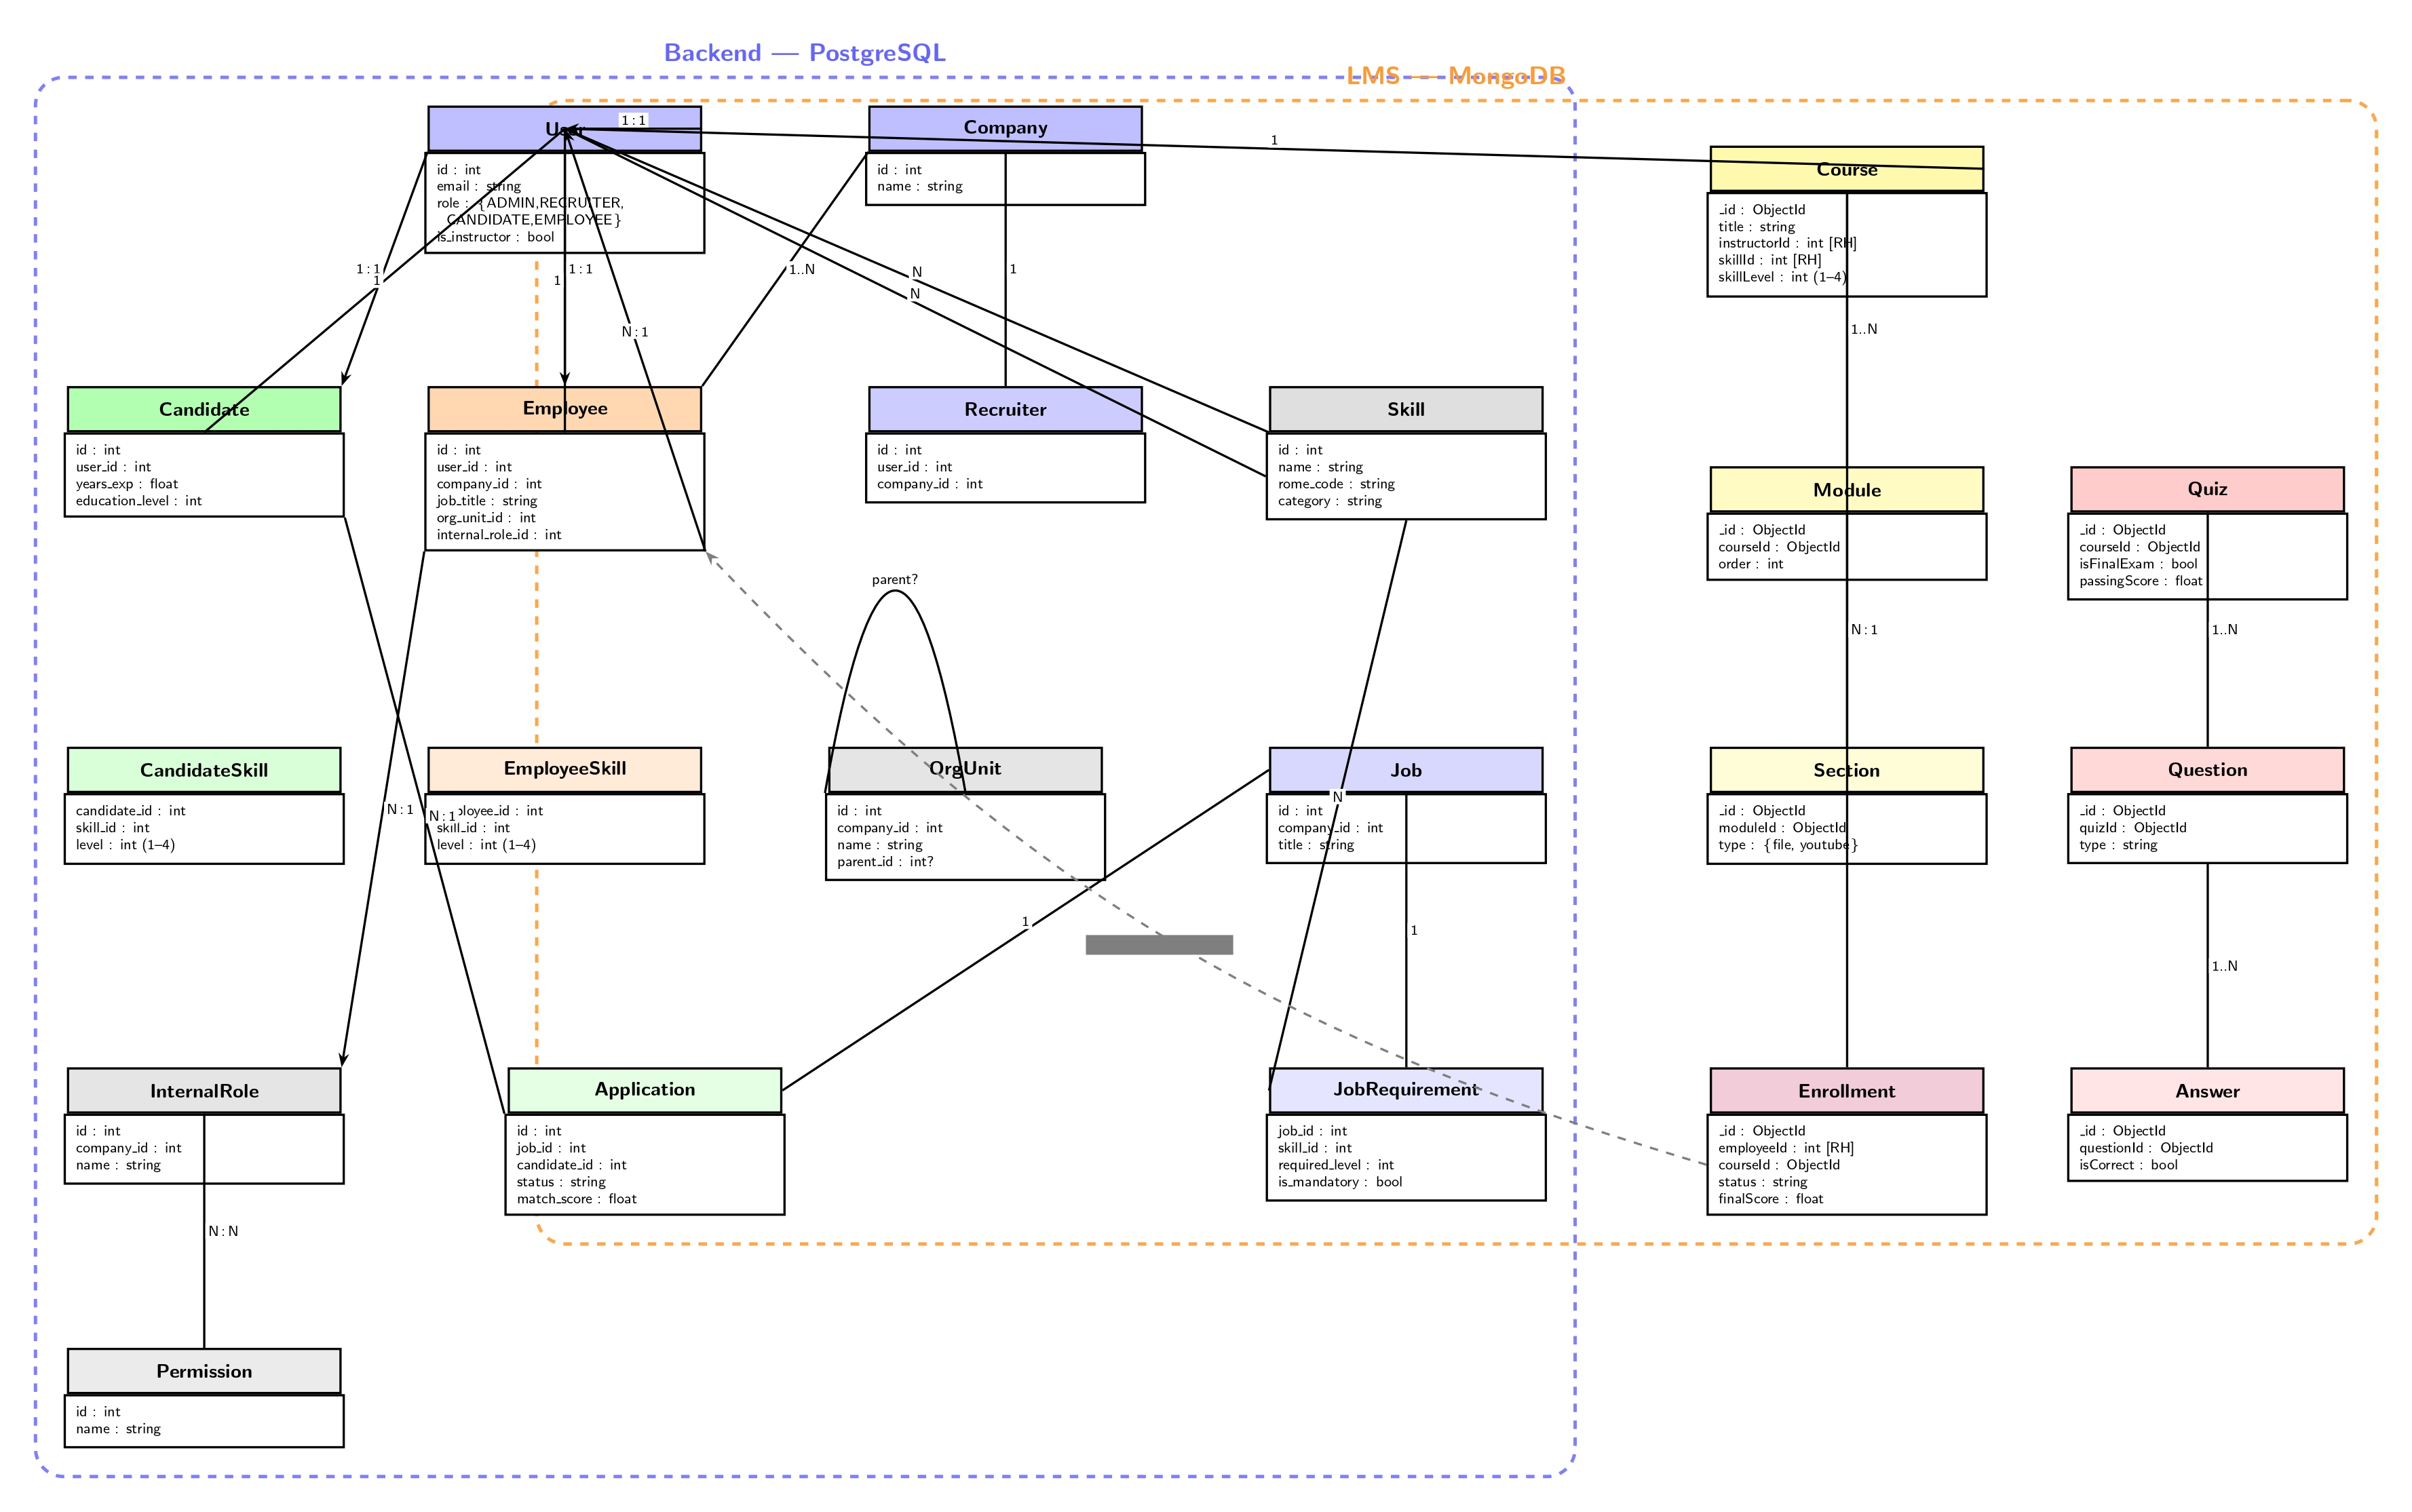 Backend — PostgreSQL
LMS — MongoDB
User
id : int
email : string
role : {ADMIN,RECRUITER,
CANDIDATE,EMPLOYEE}
is_instructor : bool
1 : 1
Company
id : int
name : string
1
Course
_id : ObjectId
title : string
instructorId : int [RH]
skillId : int [RH]
skillLevel : int (1–4)
1 : 1
1
1 : 1
1
N : 1
1..N
1
N
N
1..N
Candidate
id : int
user_id : int
years_exp : float
education_level : int
Employee
id : int
user_id : int
company_id : int
job_title : string
org_unit_id : int
internal_role_id : int
Recruiter
id : int
user_id : int
company_id : int
Skill
id : int
name : string
rome_code : string
category : string
Module
_id : ObjectId
courseId : ObjectId
order : int
Quiz
_id : ObjectId
courseId : ObjectId
isFinalExam : bool
passingScore : float
parent?
N : 1
1..N
CandidateSkill
candidate_id : int
skill_id : int
level : int (1–4)
N : 1
N : 1
EmployeeSkill
ployee_id : int
skill_id : int
level : int (1–4)
OrgUnit
id : int
company_id : int
name : string
parent_id : int?
Job
id : int
company_id : int
title : string
N
Section
_id : ObjectId
moduleId : ObjectId
type : {file, youtube}
Question
_id : ObjectId
quizId : ObjectId
type : string
1
1
1..N
InternalRole
id : int
company_id : int
name : string
Application
id : int
job_id : int
candidate_id : int
status : string
match_score : float
JobRequirement
job_id : int
skill_id : int
required_level : int
is_mandatory : bool
Enrollment
_id : ObjectId
employeeId : int [RH]
courseId : ObjectId
status : string
finalScore : float
Answer
_id : ObjectId
questionId : ObjectId
isCorrect : bool
N : N
Permission
id : int
name : string